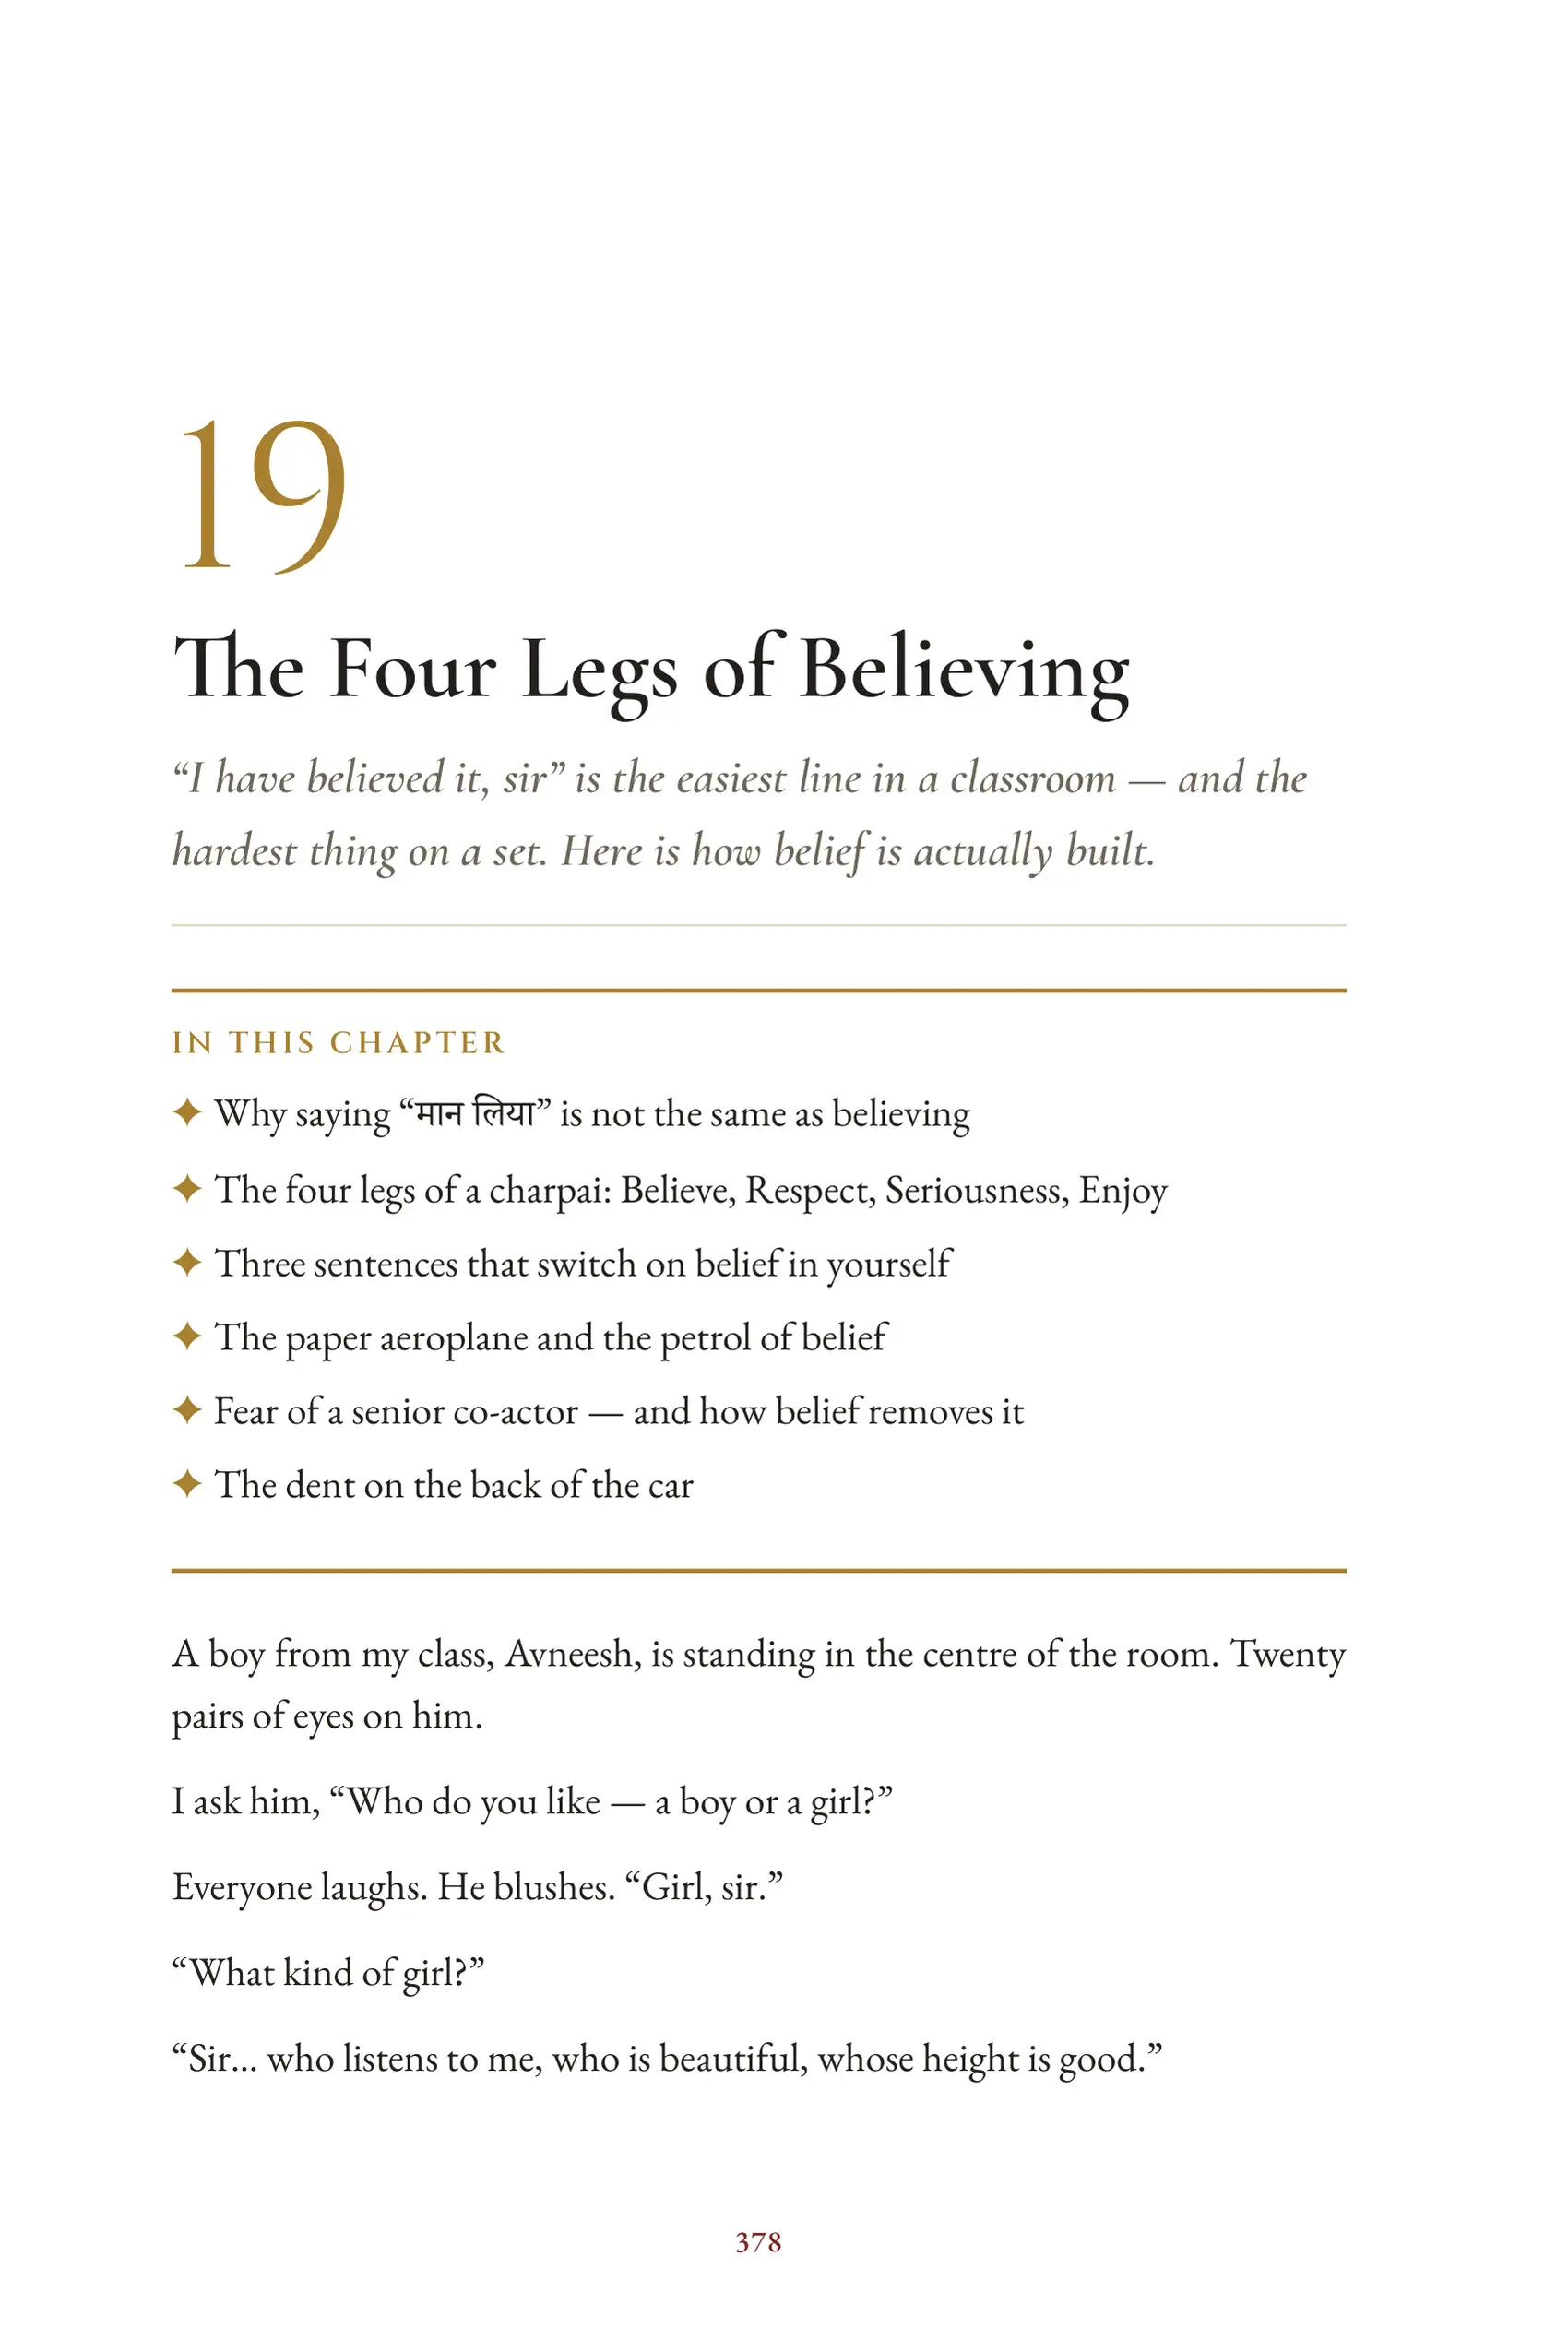 19
The Four Legs of Believing
“I have believed it, sir” is the easiest line in a classroom — and the
hardest thing on a set. Here is how belief is actually built.
IN THIS CHAPTER
✦ Why saying “मान लिया” is not the same as believing
✦ The four legs of a charpai: Believe, Respect, Seriousness, Enjoy
✦ Three sentences that switch on belief in yourself
✦ The paper aeroplane and the petrol of belief
✦ Fear of a senior co-actor — and how belief removes it
✦ The dent on the back of the car
A boy from my class, Avneesh, is standing in the centre of the room. Twenty
pairs of eyes on him.
I ask him, “Who do you like — a boy or a girl?”
Everyone laughs. He blushes. “Girl, sir.”
“What kind of girl?”
“Sir... who listens to me, who is beautiful, whose height is good.”
378